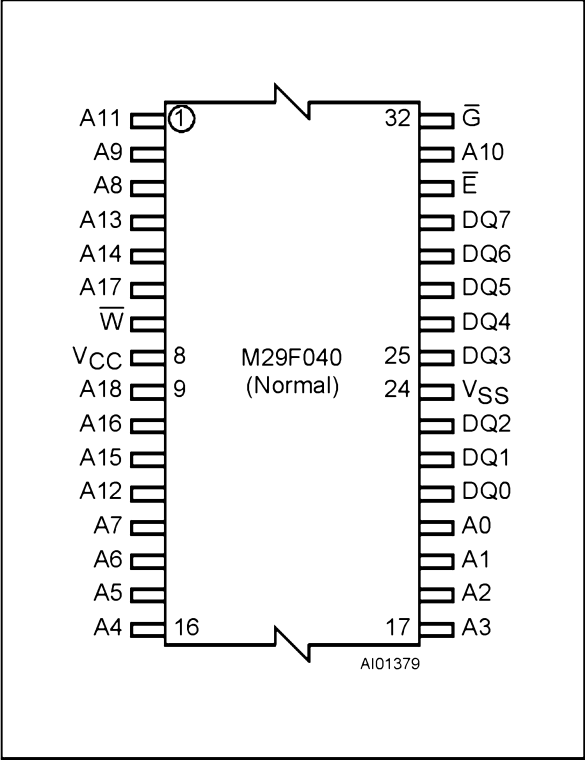 A11 1 32 G̅
A9 A10
A8 E̅
A13 DQ7
A14 DQ6
A17 DQ5
W̅ DQ4
VCC 8 M29F040 25 DQ3
A18 9 (Normal) 24 VSS
A16 DQ2
A15 DQ1
A12 DQ0
A7 A0
A6 A1
A5 A2
A4 16 17 A3
AI01379